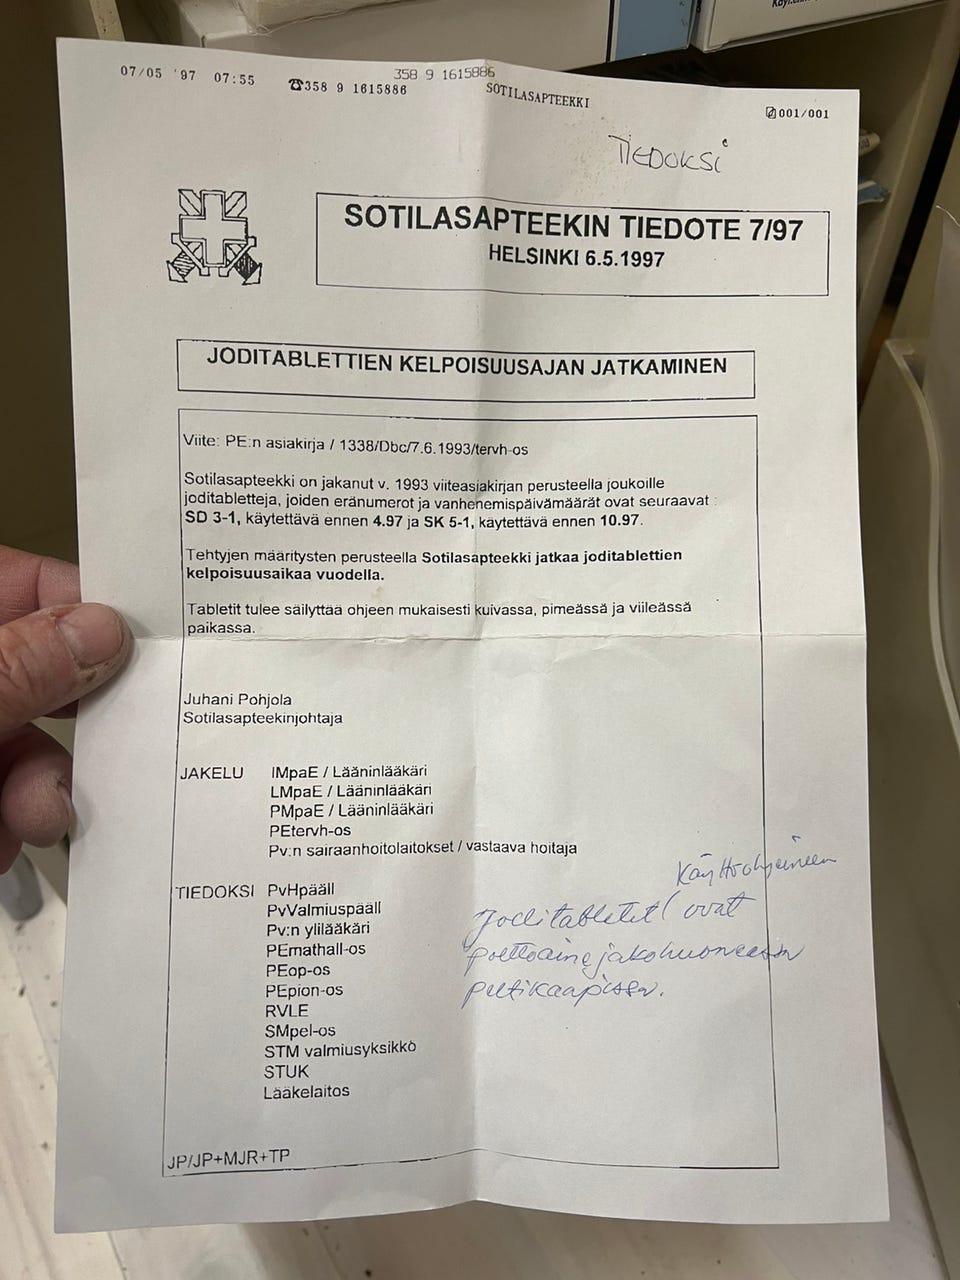 358 9 1615886
07/05 '97 07:55 ☎358 9 1615886 SOTILASAPTEEKKI 001/001
TIEDOKSI
SOTILASAPTEEKIN TIEDOTE 7/97
HELSINKI 6.5.1997
JODITABLETTIEN KELPOISUUSAJAN JATKAMINEN
Viite: PE:n asiakirja / 1338/Dbc/7.6.1993/tervh-os
Sotilasapteekki on jakanut v. 1993 viiteasiakirjan perusteella joukoille
joditabletteja, joiden eränumerot ja vanhenemispäivämäärät ovat seuraavat :
SD 3-1, käytettävä ennen 4.97 ja SK 5-1, käytettävä ennen 10.97.
Tehtyjen määritysten perusteella Sotilasapteekki jatkaa joditablettien
kelpoisuusaikaa vuodella.
Tabletit tulee säilyttää ohjeen mukaisesti kuivassa, pimeässä ja viileässä
paikassa.
Juhani Pohjola
Sotilasapteekinjohtaja
JAKELU IMpaE / Lääninlääkäri
LMpaE / Lääninlääkäri
PMpaE / Lääninlääkäri
PEtervh-os
Pv:n sairaanhoitolaitokset / vastaava hoitaja
TIEDOKSI PvHpääll
PvValmiuspääll
Pv:n ylilääkäri
PEmathall-os
PEop-os
PEpion-os
RVLE
SMpel-os
STM valmiusyksikkö
STUK
Lääkelaitos
Käyttöohjeineen
Joditabletit ovat
polttoainejakohuoneessa
peltikaapissa.
JP/JP+MJR+TP